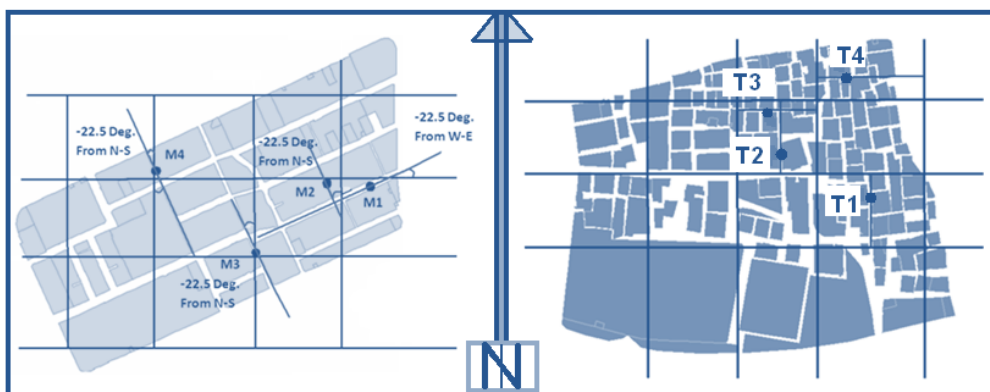 -22.5 Deg.
From N-S
M4
-22.5 Deg.
From N-S
M2
-22.5 Deg.
From W-E
M1
M3
-22.5 Deg.
From N-S
N
T4
T3
T2
T1